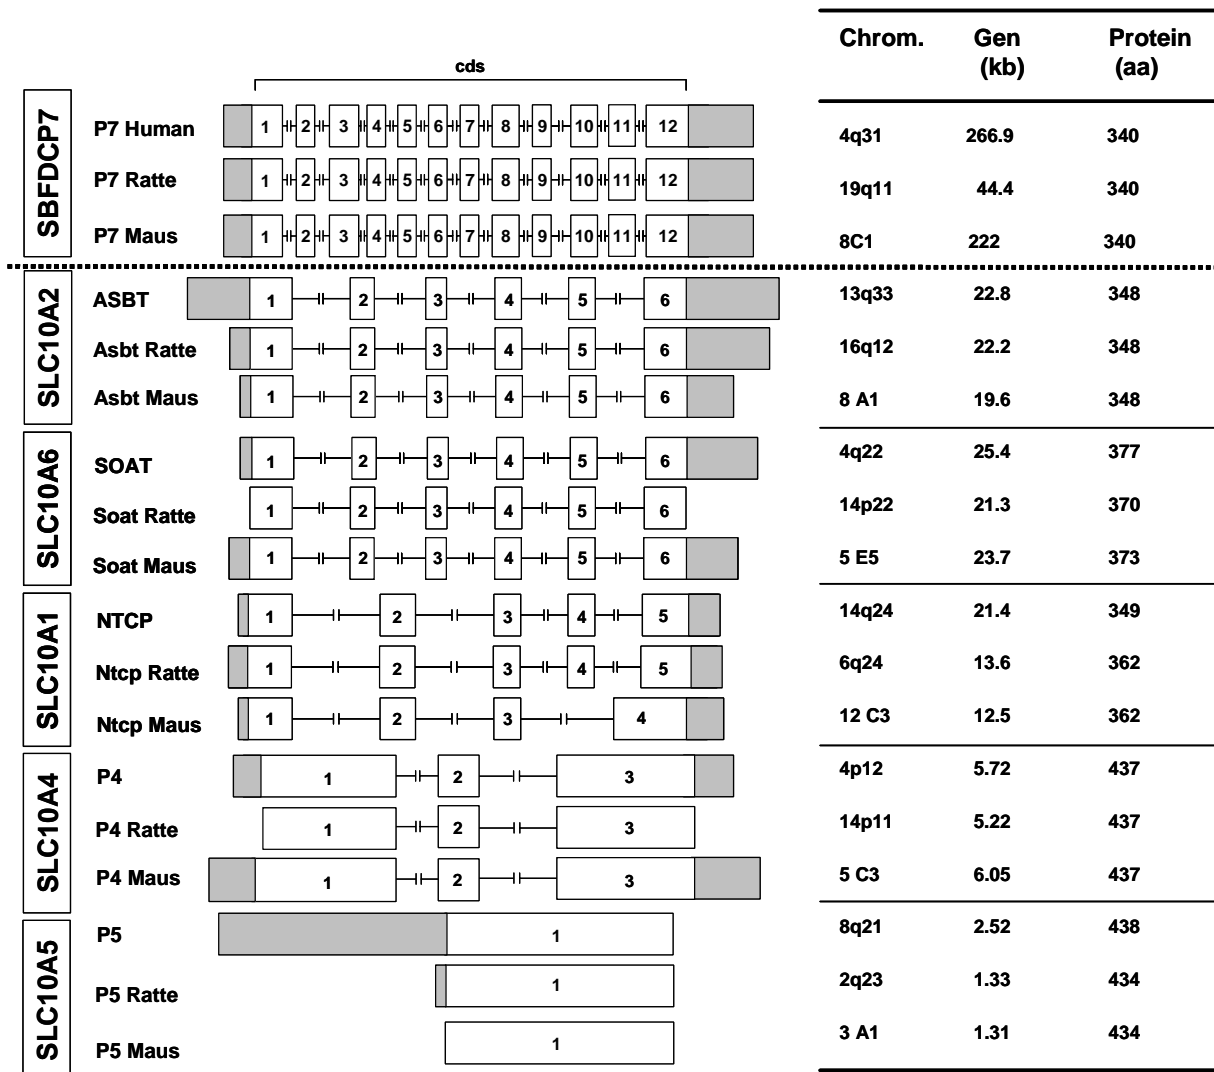 Chrom. Gen Protein
(kb) (aa)
cds
SBFDCP7
P7 Human 1 2 3 4 5 6 7 8 9 10 11 12 4q31 266.9 340
P7 Ratte 1 2 3 4 5 6 7 8 9 10 11 12 19q11 44.4 340
P7 Maus 1 2 3 4 5 6 7 8 9 10 11 12 8C1 222 340
SLC10A2
ASBT 1 2 3 4 5 6 13q33 22.8 348
Asbt Ratte 1 2 3 4 5 6 16q12 22.2 348
Asbt Maus 1 2 3 4 5 6 8 A1 19.6 348
SLC10A6
SOAT 1 2 3 4 5 6 4q22 25.4 377
Soat Ratte 1 2 3 4 5 6 14p22 21.3 370
Soat Maus 1 2 3 4 5 6 5 E5 23.7 373
SLC10A1
NTCP 1 2 3 4 5 14q24 21.4 349
Ntcp Ratte 1 2 3 4 5 6q24 13.6 362
Ntcp Maus 1 2 3 4 12 C3 12.5 362
SLC10A4
P4 1 2 3 4p12 5.72 437
P4 Ratte 1 2 3 14p11 5.22 437
P4 Maus 1 2 3 5 C3 6.05 437
SLC10A5
P5 1 8q21 2.52 438
P5 Ratte 1 2q23 1.33 434
P5 Maus 1 3 A1 1.31 434